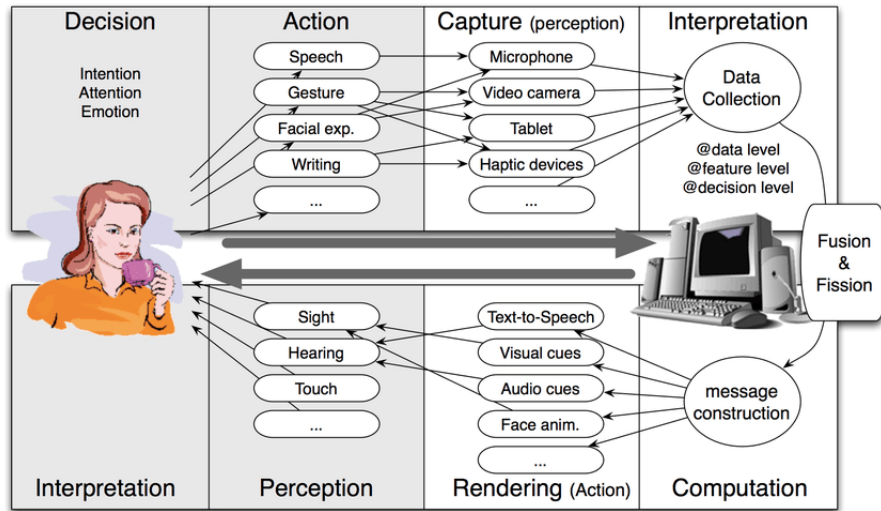 Decision
Action
Capture (perception)
Interpretation
Intention
Attention
Emotion
Speech
Gesture
Facial exp.
Writing
...
Microphone
Video camera
Tablet
Haptic devices
...
Data
Collection
@data level
@feature level
@decision level
Fusion
&
Fission
Sight
Hearing
Touch
...
Text-to-Speech
Visual cues
Audio cues
Face anim.
...
message
construction
Interpretation
Perception
Rendering (Action)
Computation